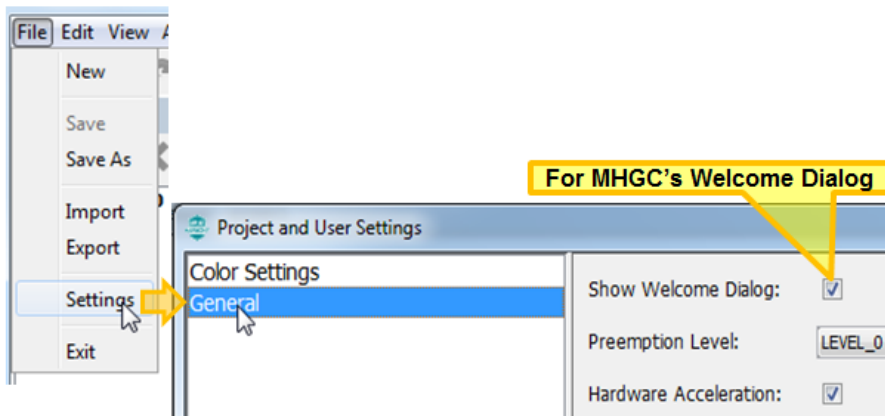 File Edit View
New
Save
Save As
Import
Export
Settings
Exit
For MHGC's Welcome Dialog
Project and User Settings
Color Settings
General
Show Welcome Dialog:
Preemption Level: LEVEL_0
Hardware Acceleration: